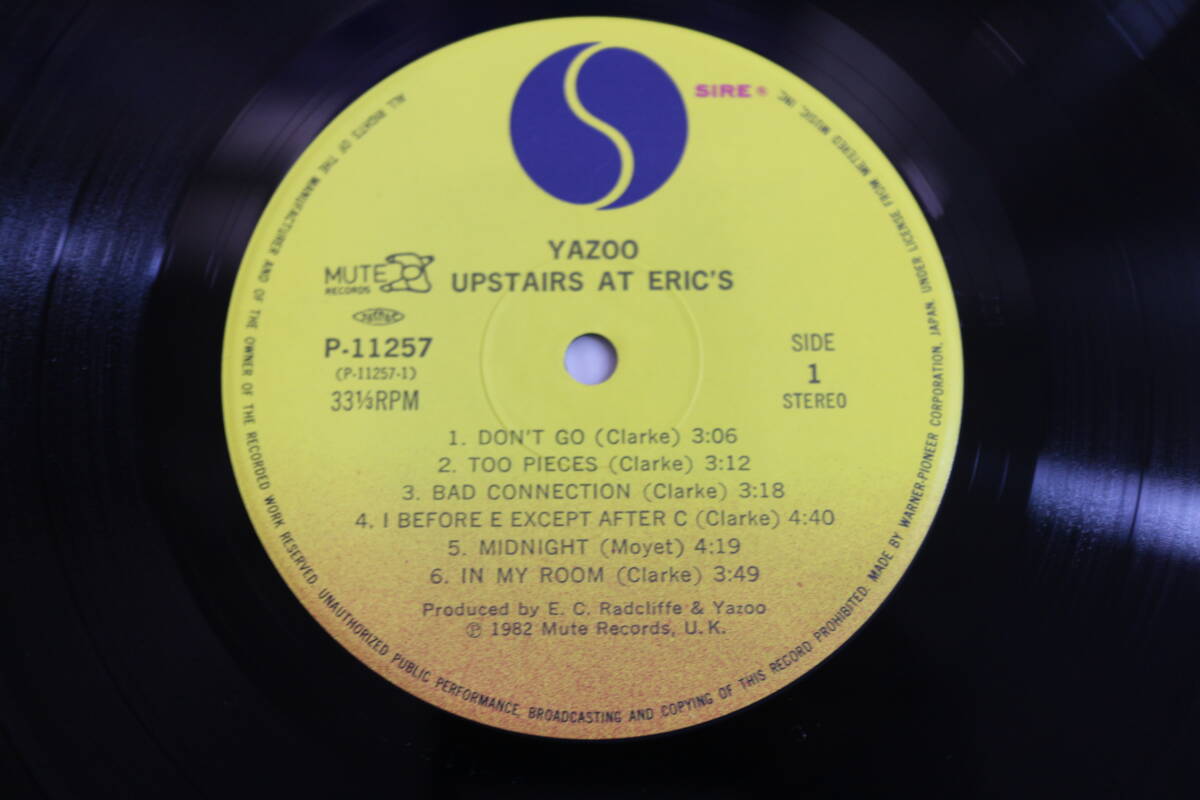 SIRE®
YAZOO
UPSTAIRS AT ERIC'S
MUTE
RECORDS
P-11257
(P-11257-1)
33⅓RPM
SIDE
1
STEREO
1. DON'T GO (Clarke) 3:06
2. TOO PIECES (Clarke) 3:12
3. BAD CONNECTION (Clarke) 3:18
4. I BEFORE E EXCEPT AFTER C (Clarke) 4:40
5. MIDNIGHT (Moyet) 4:19
6. IN MY ROOM (Clarke) 3:49
Produced by E. C. Radcliffe & Yazoo
℗ 1982 Mute Records, U. K.
ALL RIGHTS OF THE MANUFACTURER AND OF THE OWNER OF THE RECORDED WORK RESERVED. UNAUTHORIZED PUBLIC PERFORMANCE, BROADCASTING AND COPYING OF THIS RECORD PROHIBITED. MADE BY WARNER-PIONEER CORPORATION, JAPAN UNDER LICENSE FROM METERED MUSIC, INC.